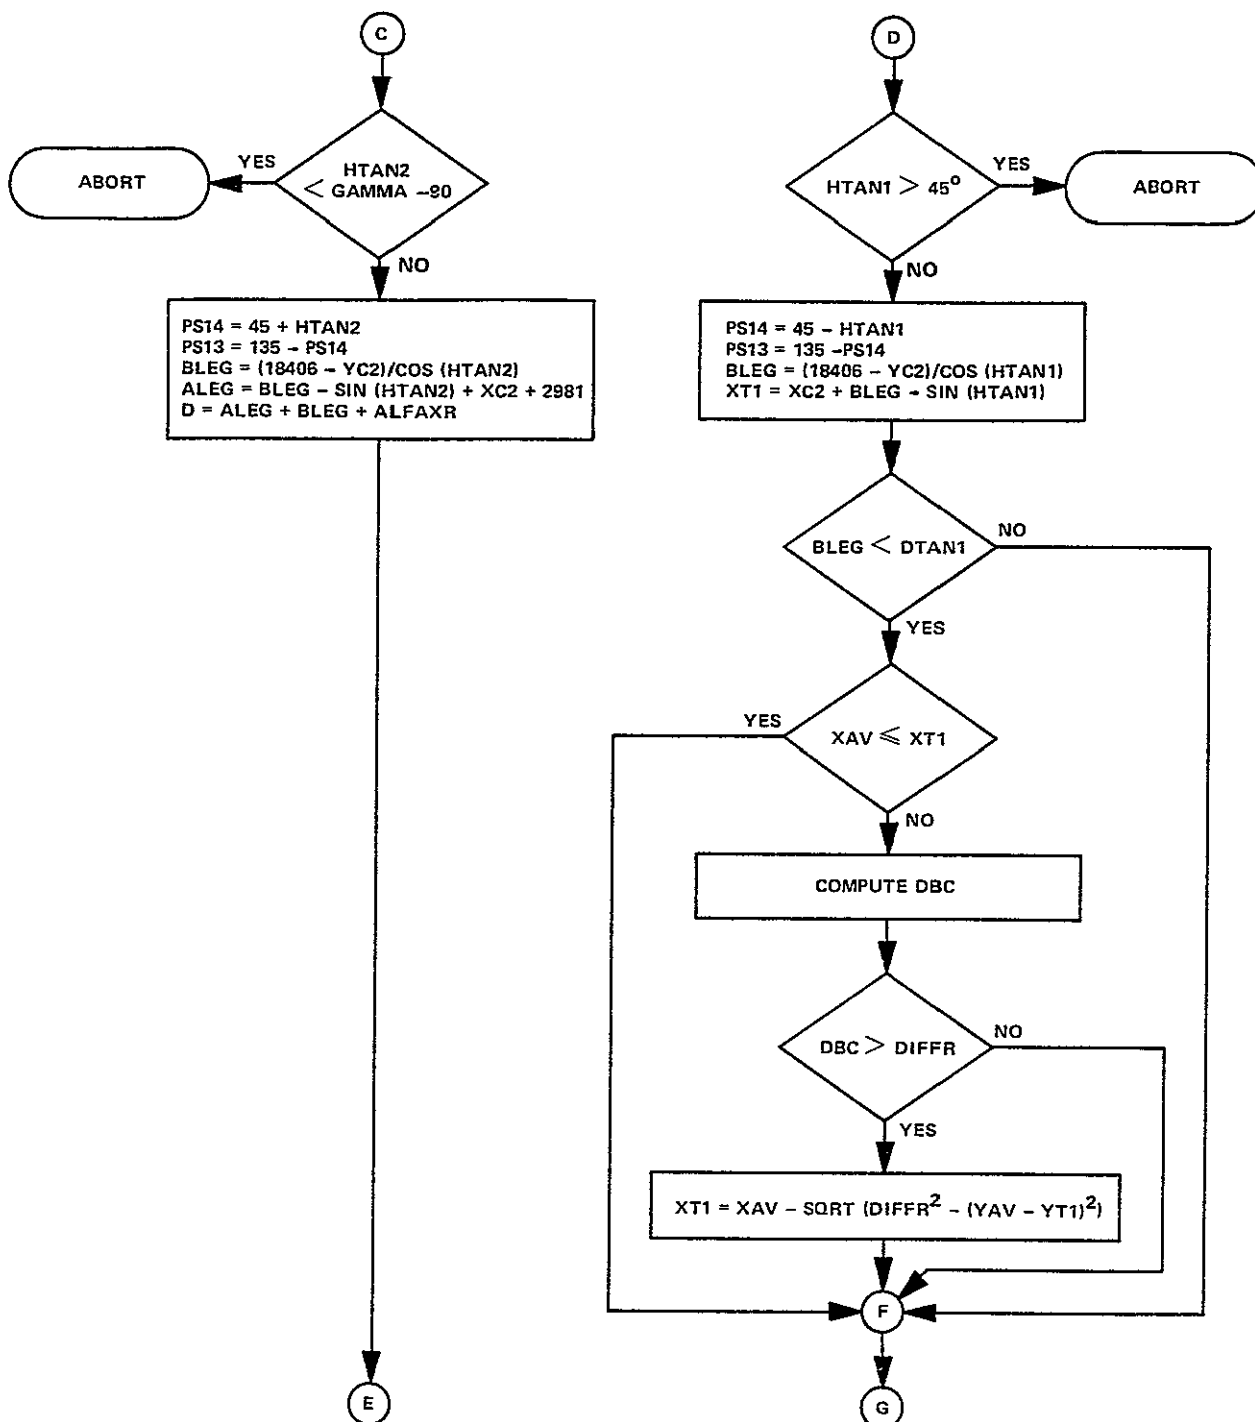 C
HTAN2
< GAMMA –90
YES
ABORT
NO
PS14 = 45 + HTAN2
PS13 = 135 – PS14
BLEG = (18406 – YC2)/COS (HTAN2)
ALEG = BLEG – SIN (HTAN2) + XC2 + 2981
D = ALEG + BLEG + ALFAXR
E
D
HTAN1 > 45°
YES
ABORT
NO
PS14 = 45 – HTAN1
PS13 = 135 –PS14
BLEG = (18406 – YC2)/COS (HTAN1)
XT1 = XC2 + BLEG – SIN (HTAN1)
BLEG < DTAN1
NO
YES
XAV ≤ XT1
YES
NO
COMPUTE DBC
DBC > DIFFR
NO
YES
XT1 = XAV – SQRT (DIFFR² – (YAV – YT1)²)
F
G